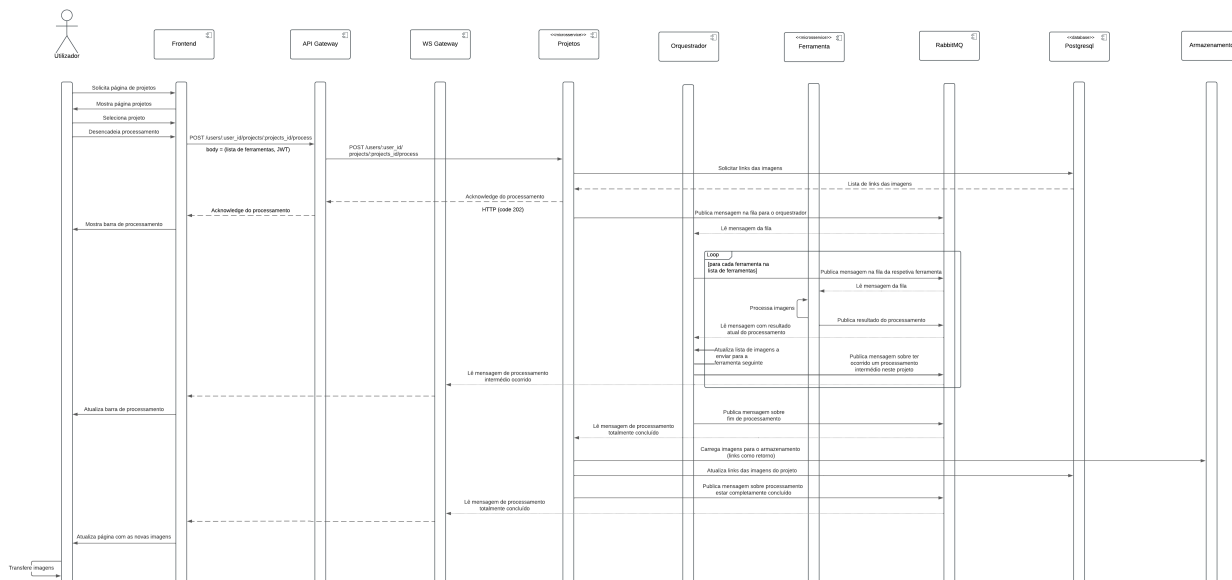 Utilizador
Frontend
API Gateway
WS Gateway
<<microservice>>
Projetos
Orquestrador
<<microservice>>
Ferramenta
RabbitMQ
<<database>>
Postgresql
Armazenamento
Solicita página de projetos
Mostra página projetos
Seleciona projeto
Desencadeia processamento
POST /users/:user_id/projects/:projects_id/process
body = (lista de ferramentas, JWT)
POST /users/:user_id/
projects/:projects_id/process
Solicitar links das imagens
Lista de links das imagens
Acknowledge do processamento
HTTP (code 202)
Acknowledge do processamento
Publica mensagem na fila para o orquestrador
Mostra barra de processamento
Lê mensagem da fila
Loop
[para cada ferramenta na
lista de ferramentas]
Publica mensagem na fila da respetiva ferramenta
Lê mensagem da fila
Processa imagens
Publica resultado do processamento
Lê mensagem com resultado
atual do processamento
Atualiza lista de imagens a
enviar para a
ferramenta seguinte
Publica mensagem sobre ter
ocorrido um processamento
intermédio neste projeto
Lê mensagem de processamento
intermédio ocorrido
Atualiza barra de processamento
Publica mensagem sobre
fim de processamento
Lê mensagem de processamento
totalmente concluído
Carrega imagens para o armazenamento
(links como retorno)
Atualiza links das imagens do projeto
Publica mensagem sobre processamento
estar completamente concluído
Lê mensagem de processamento
totalmente concluído
Atualiza página com as novas imagens
Transfere imagens